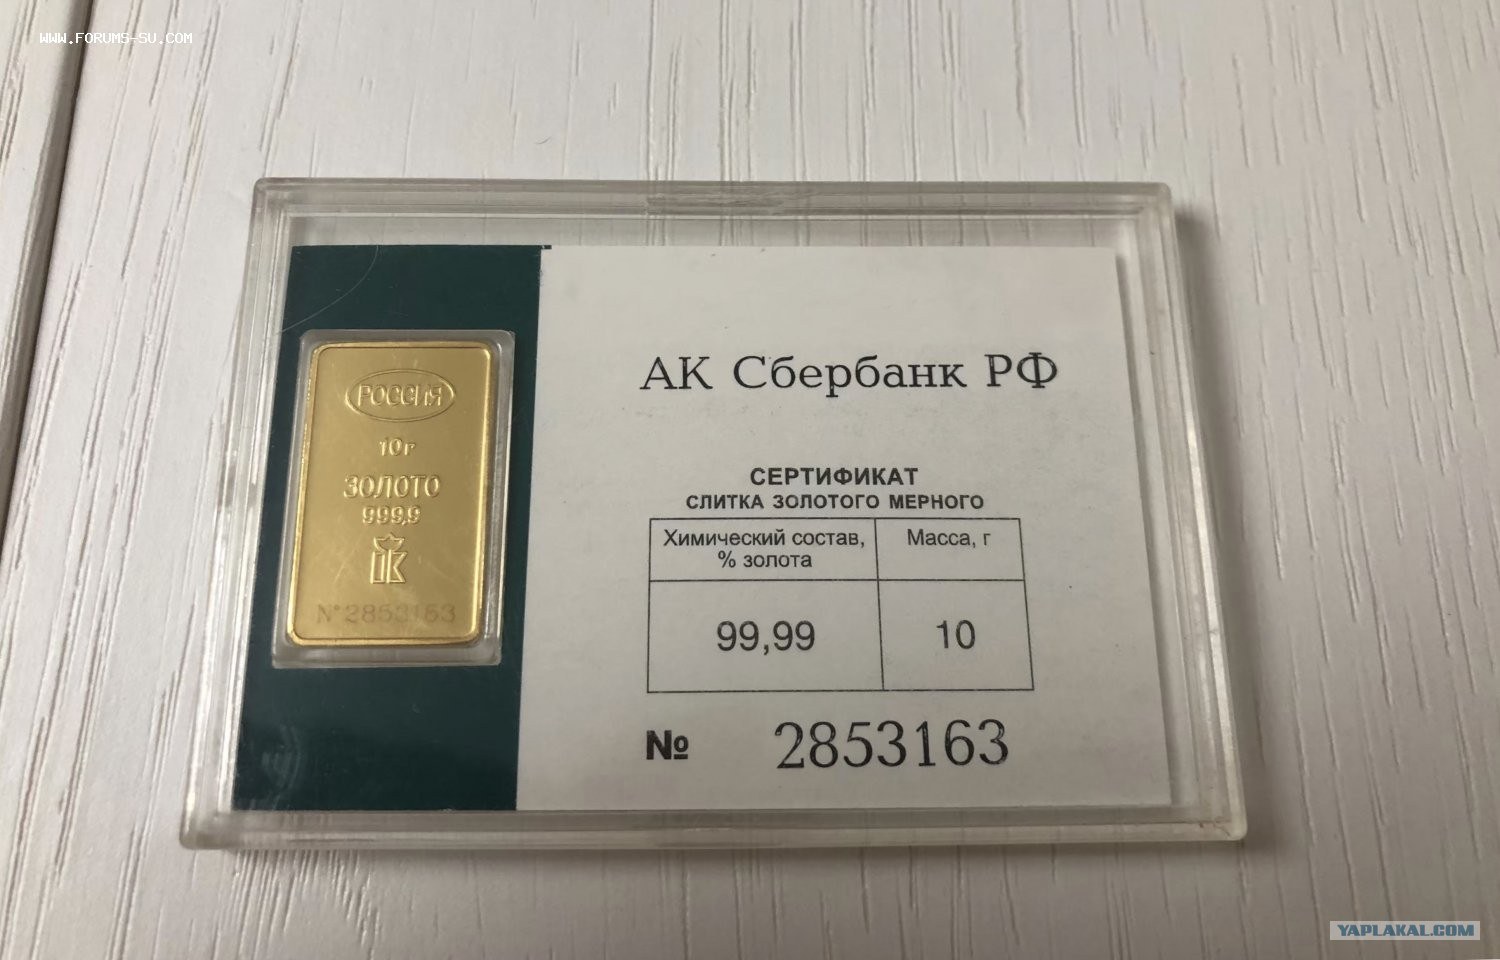 WWW.FORUMS-SU.COM
РОССИЯ
10г
ЗОЛОТО
999,9
№2853163
АК Сбербанк РФ
СЕРТИФИКАТ
СЛИТКА ЗОЛОТОГО МЕРНОГО
Химический состав, % золота
Масса, г
99,99
10
№ 2853163
YAPLAKAL.COM